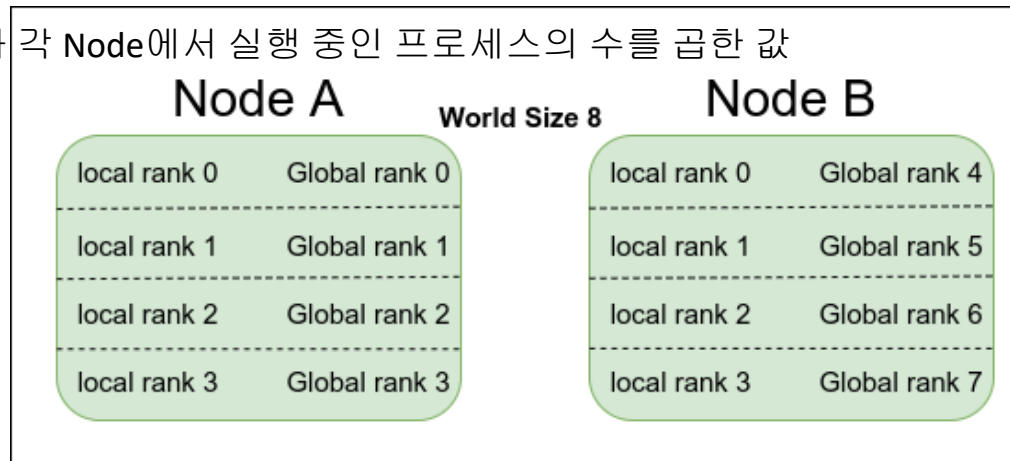 각 Node에서 실행 중인 프로세스의 수를 곱한 값
Node A
World Size 8
Node B
local rank 0 Global rank 0
local rank 1 Global rank 1
local rank 2 Global rank 2
local rank 3 Global rank 3
local rank 0 Global rank 4
local rank 1 Global rank 5
local rank 2 Global rank 6
local rank 3 Global rank 7